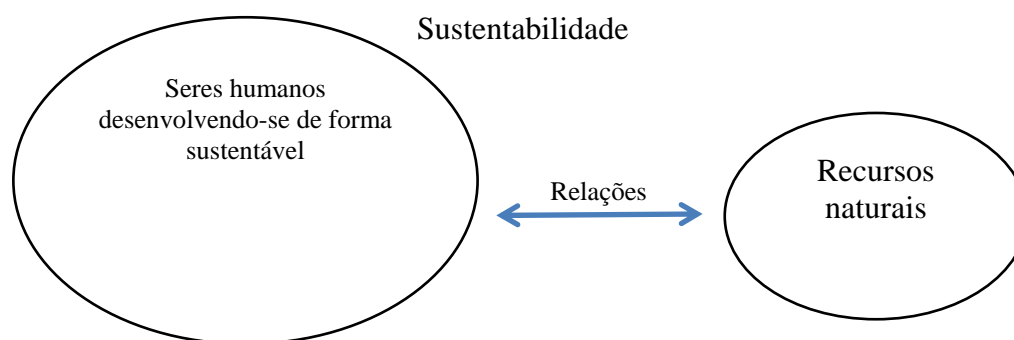 Sustentabilidade
Seres humanos
desenvolvendo-se de forma
sustentável
Relações
Recursos
naturais